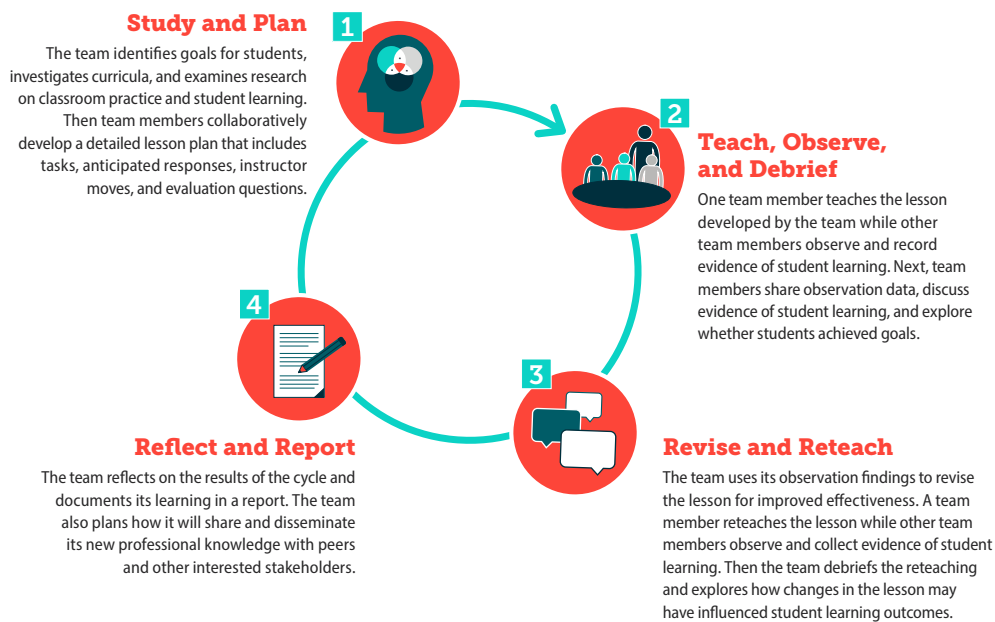 1
Study and Plan
The team identifies goals for students,
investigates curricula, and examines research
on classroom practice and student learning.
Then team members collaboratively
develop a detailed lesson plan that includes
tasks, anticipated responses, instructor
moves, and evaluation questions.
2
Teach, Observe,
and Debrief
One team member teaches the lesson
developed by the team while other
team members observe and record
evidence of student learning. Next, team
members share observation data, discuss
evidence of student learning, and explore
whether students achieved goals.
3
Revise and Reteach
The team uses its observation findings to revise
the lesson for improved effectiveness. A team
member reteaches the lesson while other team
members observe and collect evidence of student
learning. Then the team debriefs the reteaching
and explores how changes in the lesson may
have influenced student learning outcomes.
4
Reflect and Report
The team reflects on the results of the cycle and
documents its learning in a report. The team
also plans how it will share and disseminate
its new professional knowledge with peers
and other interested stakeholders.